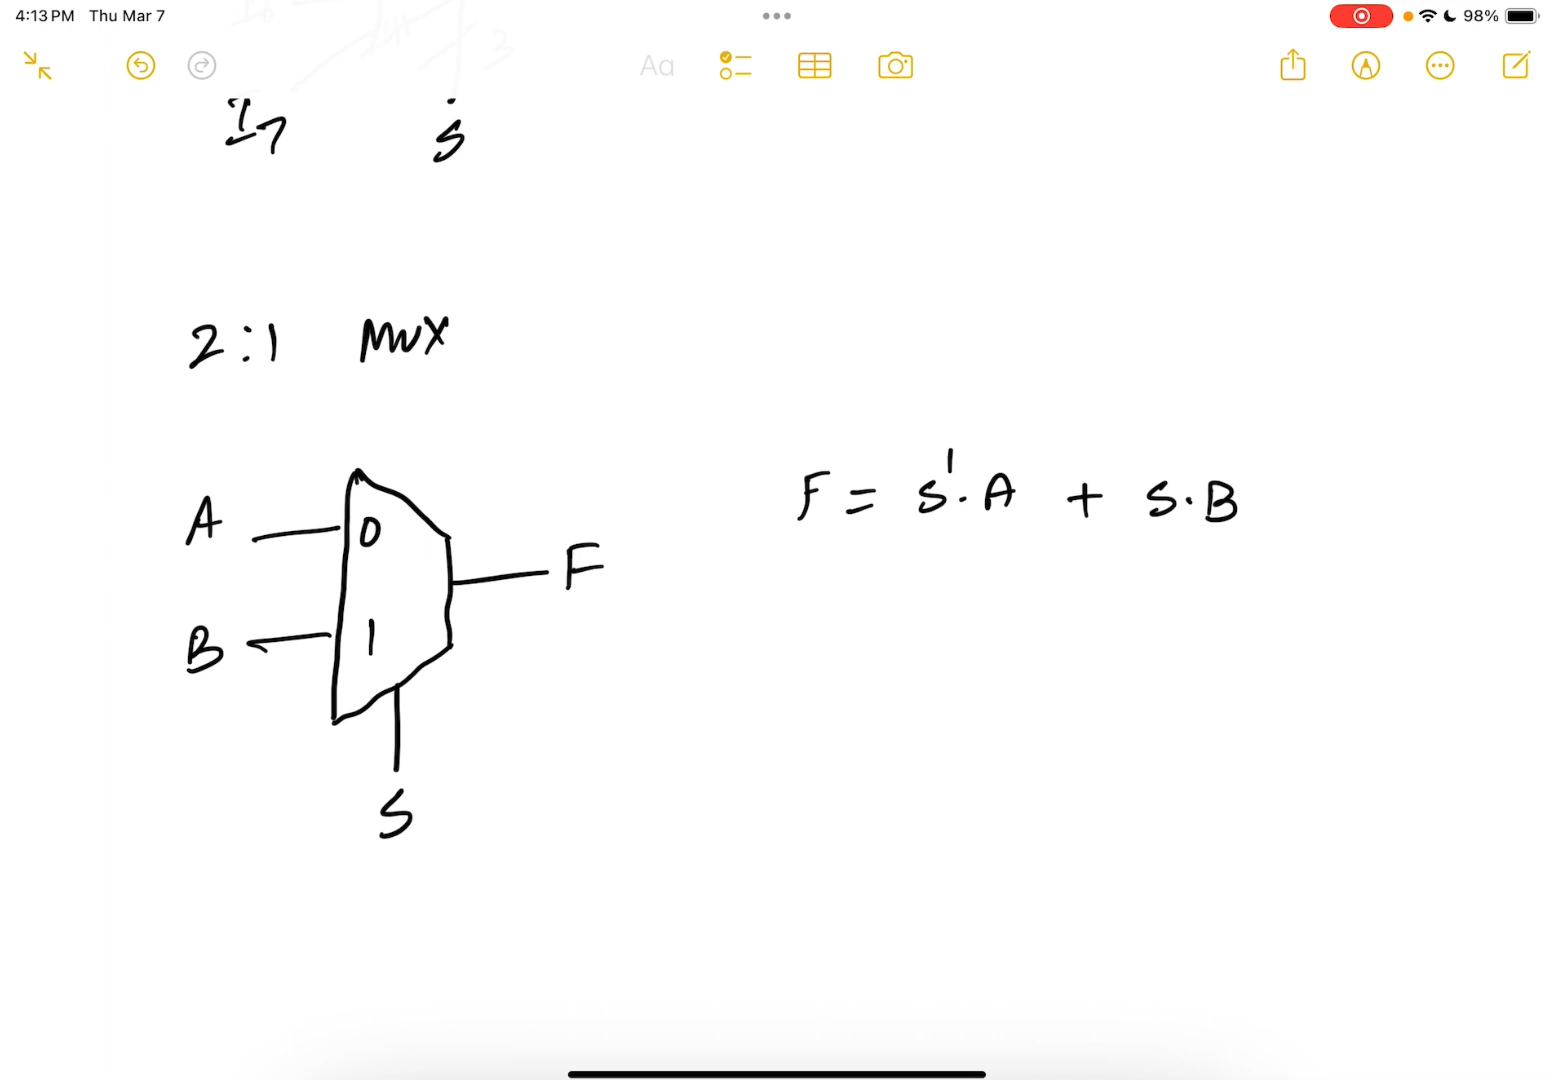 4:13 PM Thu Mar 7 98%
Aa
I7 S
2:1 MUX
A 0
F = S'.A + S.B
F
B 1
S